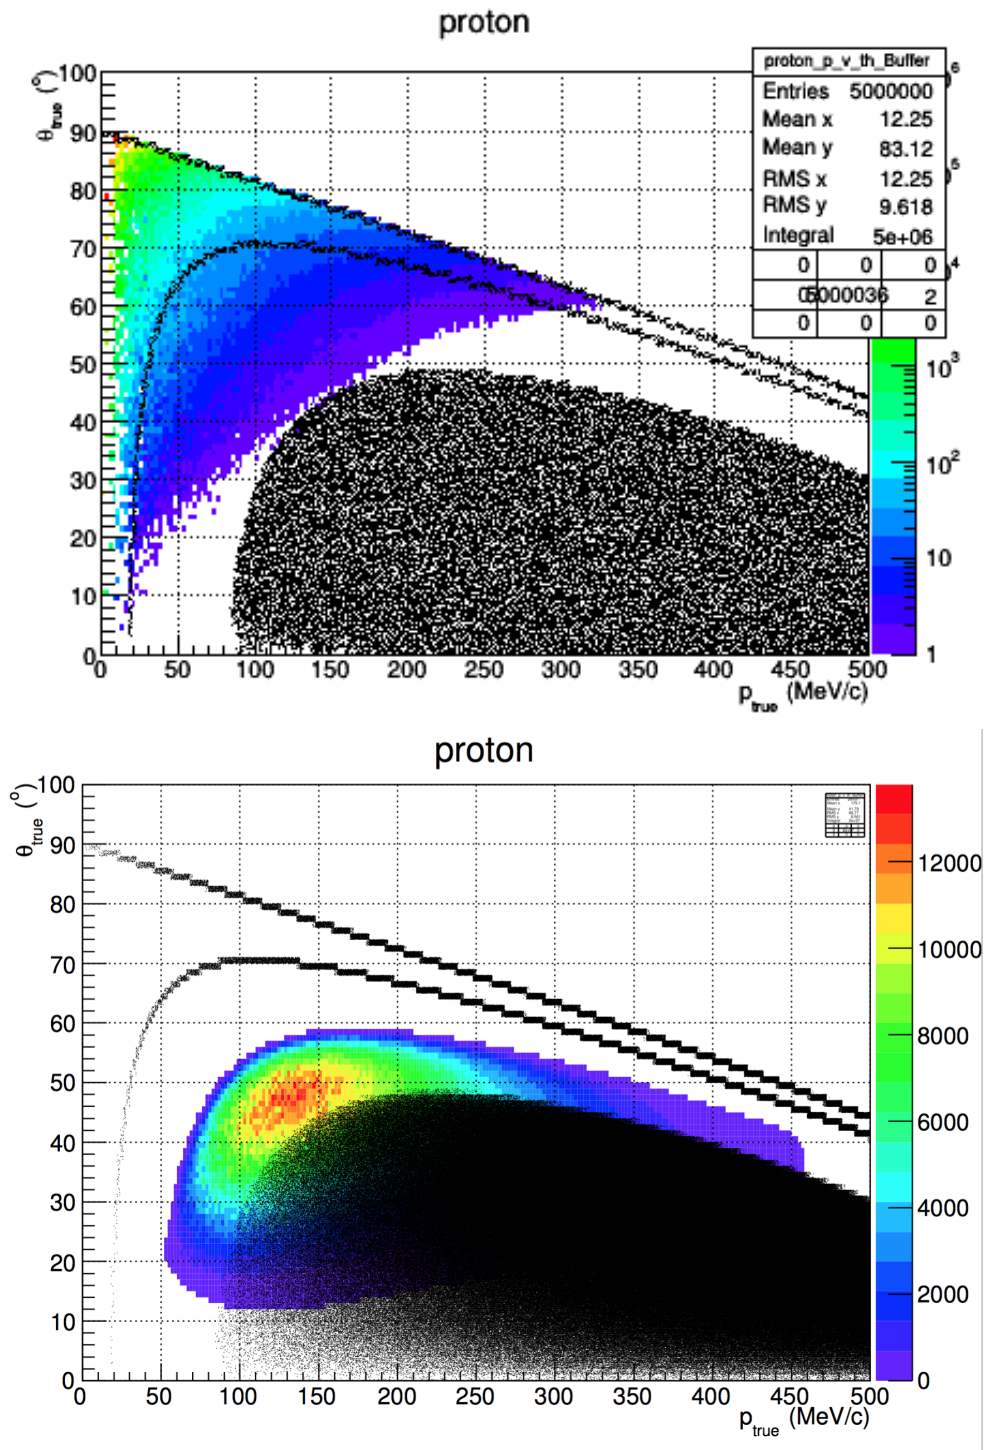 proton
proton_p_v_th_Buffer
Entries 5000000
Mean x 12.25
Mean y 83.12
RMS x 12.25
RMS y 9.618
Integral 5e+06
0 0 0
5000036 2
0 0 0
θtrue (°)
100
90
80
70
60
50
40
30
20
10
0
0 50 100 150 200 250 300 350 400 450 500
ptrue (MeV/c)
6
5
4
10³
10²
10
1
proton
θtrue (°)
100
90
80
70
60
50
40
30
20
10
0
0 50 100 150 200 250 300 350 400 450 500
ptrue (MeV/c)
12000
10000
8000
6000
4000
2000
0